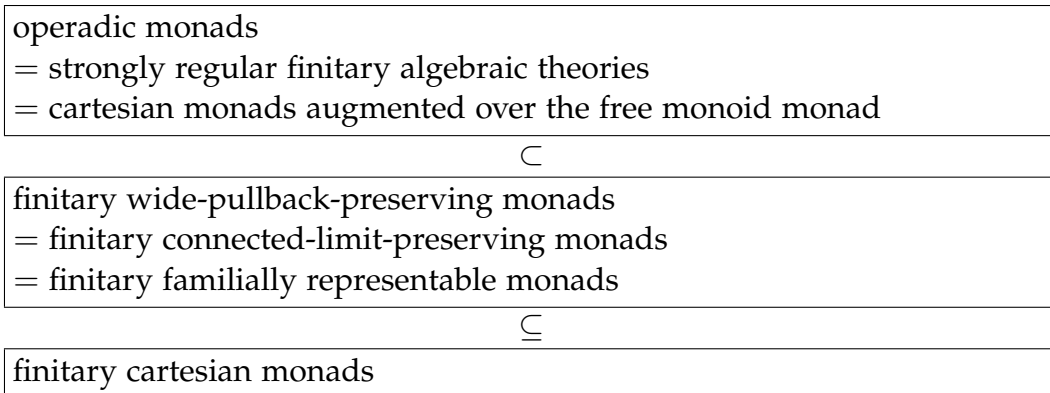 operadic monads
= strongly regular finitary algebraic theories
= cartesian monads augmented over the free monoid monad
⊂
finitary wide-pullback-preserving monads
= finitary connected-limit-preserving monads
= finitary familially representable monads
⊆
finitary cartesian monads